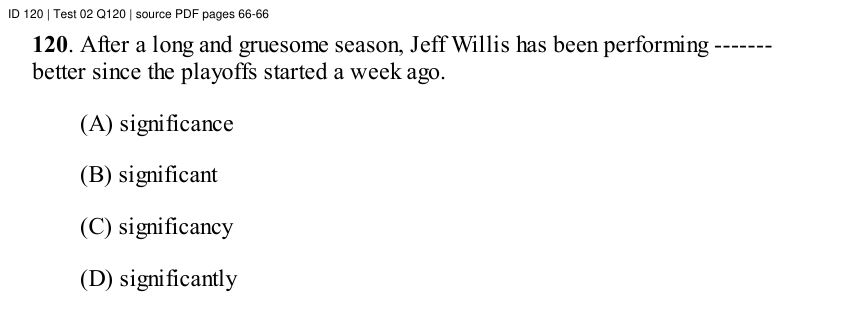 ID 120 | Test 02 Q120 | source PDF pages 66-66
120. After a long and gruesome season, Jeff Willis has been performing -------
better since the playoffs started a week ago.
(A) significance
(B) significant
(C) significancy
(D) significantly